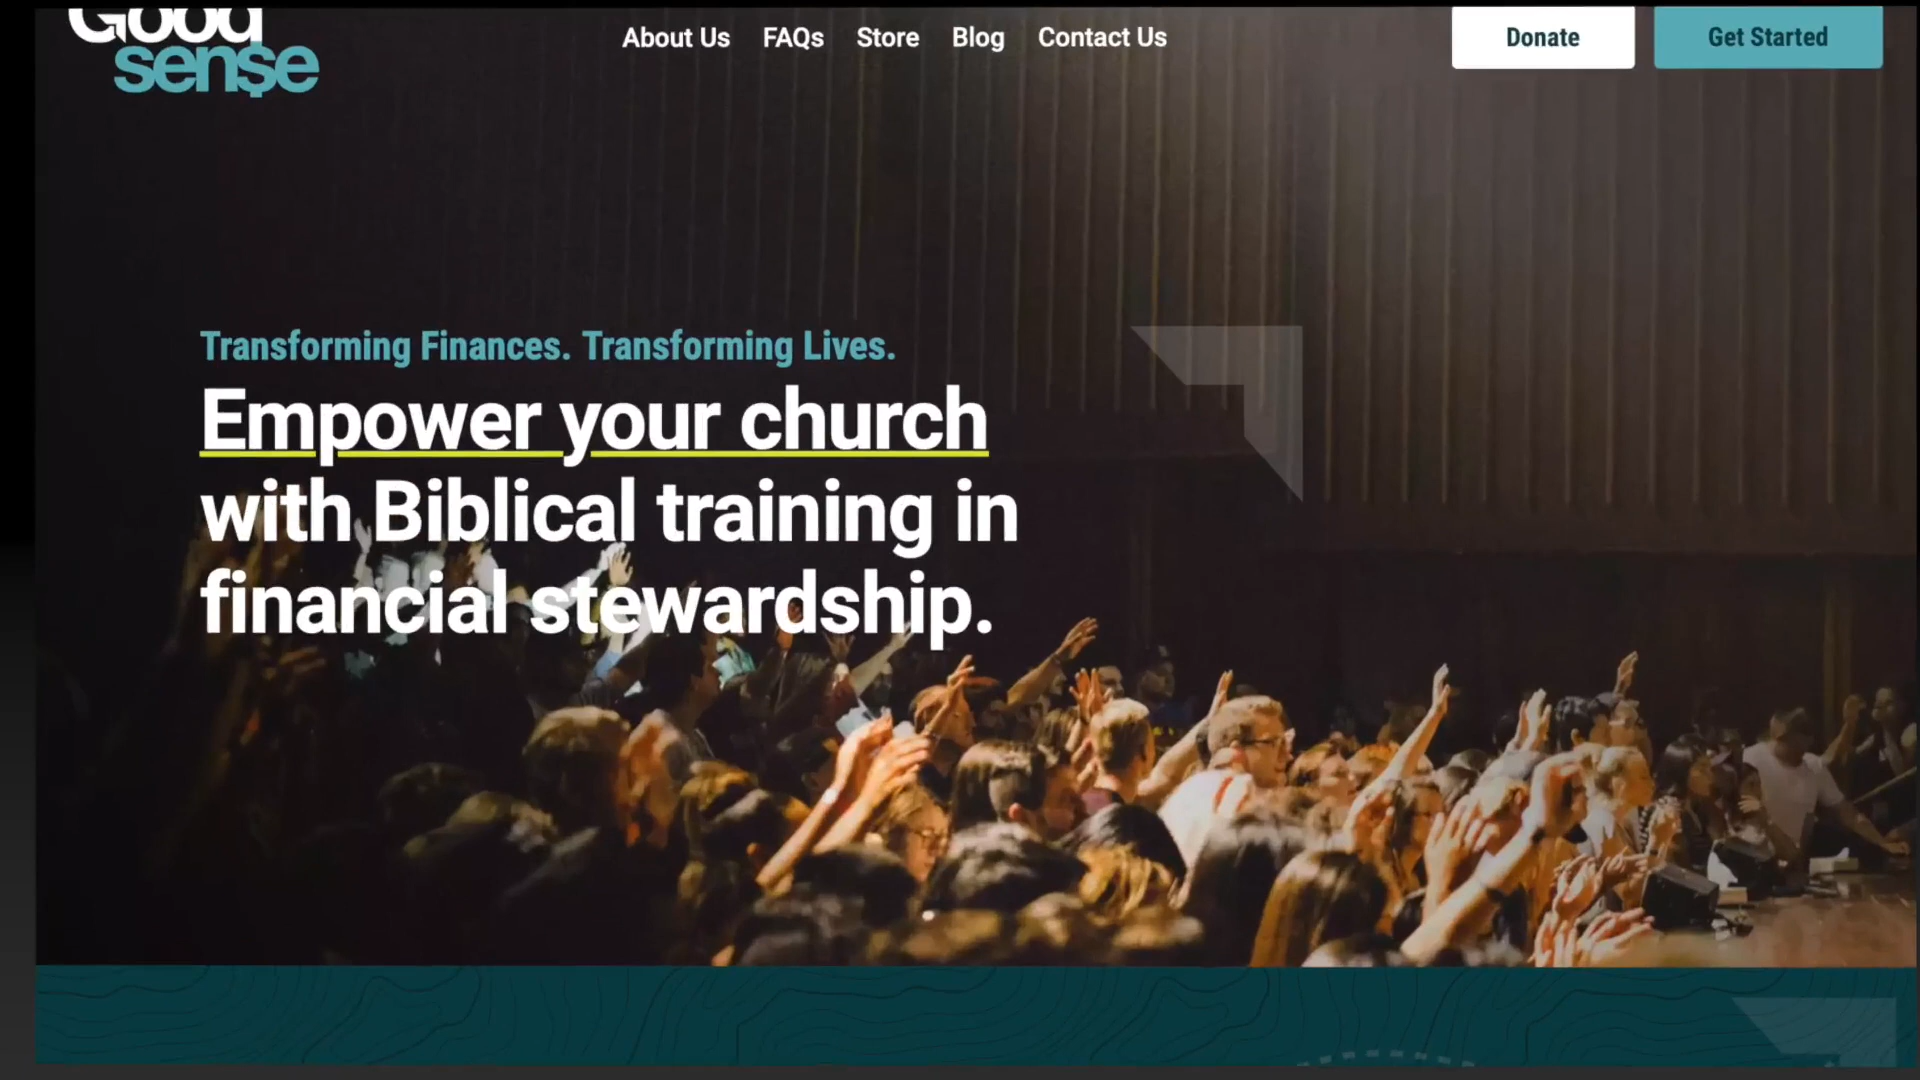 Good
sen$e
About Us
FAQs
Store
Blog
Contact Us
Donate
Get Started
Transforming Finances. Transforming Lives.
Empower your church
with Biblical training in
financial stewardship.